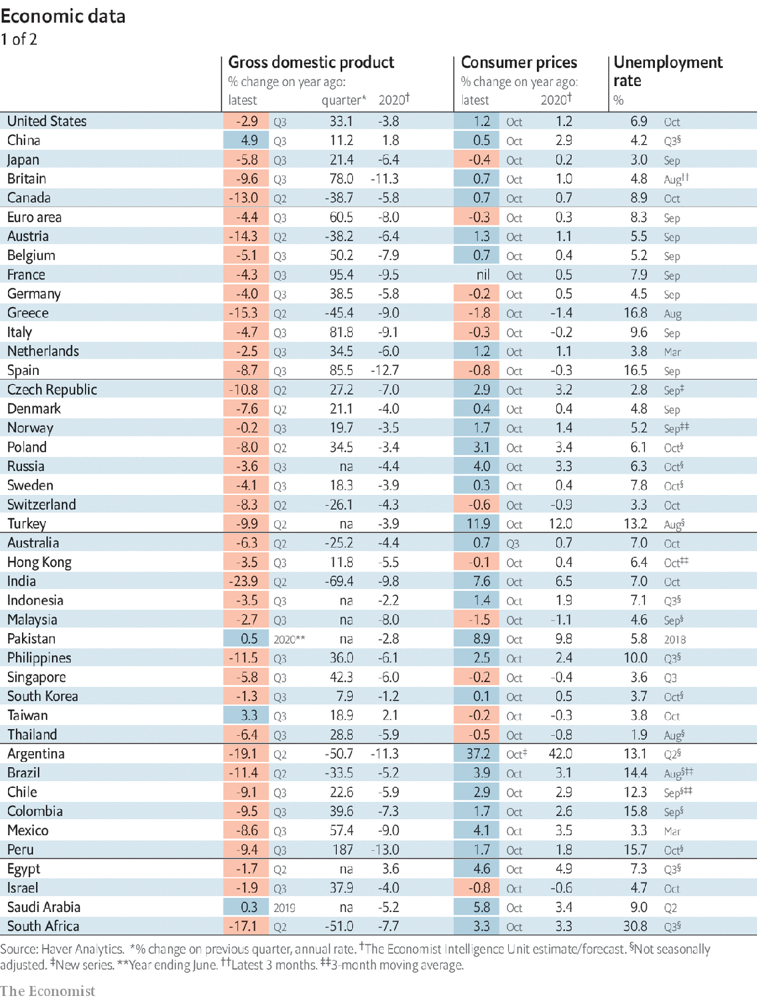 Economic data
1 of 2
Gross domestic product Consumer prices Unemployment
% change on year ago: % change on year ago: rate
latest quarter* 2020† latest 2020† %
United States -2.9 Q3 33.1 -3.8 1.2 Oct 1.2 6.9 Oct
China 4.9 Q3 11.2 1.8 0.5 Oct 2.9 4.2 Q3§
Japan -5.8 Q3 21.4 -6.4 -0.4 Oct 0.2 3.0 Sep
Britain -9.6 Q3 78.0 -11.3 0.7 Oct 1.0 4.8 Aug††
Canada -13.0 Q2 -38.7 -5.8 0.7 Oct 0.7 8.9 Oct
Euro area -4.4 Q3 60.5 -8.0 -0.3 Oct 0.3 8.3 Sep
Austria -14.3 Q2 -38.2 -6.4 1.3 Oct 1.1 5.5 Sep
Belgium -5.1 Q3 50.2 -7.9 0.7 Oct 0.4 5.2 Sep
France -4.3 Q3 95.4 -9.5 nil Oct 0.5 7.9 Sep
Germany -4.0 Q3 38.5 -5.8 -0.2 Oct 0.5 4.5 Sep
Greece -15.3 Q2 -45.4 -9.0 -1.8 Oct -1.4 16.8 Aug
Italy -4.7 Q3 81.8 -9.1 -0.3 Oct -0.2 9.6 Sep
Netherlands -2.5 Q3 34.5 -6.0 1.2 Oct 1.1 3.8 Mar
Spain -8.7 Q3 85.5 -12.7 -0.8 Oct -0.3 16.5 Sep
Czech Republic -10.8 Q2 27.2 -7.0 2.9 Oct 3.2 2.8 Sep‡
Denmark -7.6 Q2 21.1 -4.0 0.4 Oct 0.4 4.8 Sep
Norway -0.2 Q3 19.7 -3.5 1.7 Oct 1.4 5.2 Sep‡‡
Poland -8.0 Q2 34.5 -3.4 3.1 Oct 3.4 6.1 Oct§
Russia -3.6 Q3 na -4.4 4.0 Oct 3.3 6.3 Oct§
Sweden -4.1 Q3 18.3 -3.9 0.3 Oct 0.4 7.8 Oct§
Switzerland -8.3 Q2 -26.1 -4.3 -0.6 Oct -0.9 3.3 Oct
Turkey -9.9 Q2 na -3.9 11.9 Oct 12.0 13.2 Aug§
Australia -6.3 Q2 -25.2 -4.4 0.7 Q3 0.7 7.0 Oct
Hong Kong -3.5 Q3 11.8 -5.5 -0.1 Oct 0.4 6.4 Oct‡‡
India -23.9 Q2 -69.4 -9.8 7.6 Oct 6.5 7.0 Oct
Indonesia -3.5 Q3 na -2.2 1.4 Oct 1.9 7.1 Q3§
Malaysia -2.7 Q3 na -8.0 -1.5 Oct -1.1 4.6 Sep§
Pakistan 0.5 2020** na -2.8 8.9 Oct 9.8 5.8 2018
Philippines -11.5 Q3 36.0 -6.1 2.5 Oct 2.4 10.0 Q3§
Singapore -5.8 Q3 42.3 -6.0 -0.2 Oct -0.4 3.6 Q3
South Korea -1.3 Q3 7.9 -1.2 0.1 Oct 0.5 3.7 Oct§
Taiwan 3.3 Q3 18.9 2.1 -0.2 Oct -0.3 3.8 Oct
Thailand -6.4 Q3 28.8 -5.9 -0.5 Oct -0.8 1.9 Aug§
Argentina -19.1 Q2 -50.7 -11.3 37.2 Oct‡ 42.0 13.1 Q2§
Brazil -11.4 Q2 -33.5 -5.2 3.9 Oct 3.1 14.4 Aug§‡‡
Chile -9.1 Q3 22.6 -5.9 2.9 Oct 2.9 12.3 Sep§‡‡
Colombia -9.5 Q3 39.6 -7.3 1.7 Oct 2.6 15.8 Sep§
Mexico -8.6 Q3 57.4 -9.0 4.1 Oct 3.5 3.3 Mar
Peru -9.4 Q3 187 -13.0 1.7 Oct 1.8 15.7 Oct§
Egypt -1.7 Q2 na 3.6 4.6 Oct 4.9 7.3 Q3§
Israel -1.9 Q3 37.9 -4.0 -0.8 Oct -0.6 4.7 Oct
Saudi Arabia 0.3 2019 na -5.2 5.8 Oct 3.4 9.0 Q2
South Africa -17.1 Q2 -51.0 -7.7 3.3 Oct 3.3 30.8 Q3§
Source: Haver Analytics. *% change on previous quarter, annual rate. †The Economist Intelligence Unit estimate/forecast. §Not seasonally
adjusted. ‡New series. **Year ending June. ††Latest 3 months. ‡‡3-month moving average.
The Economist